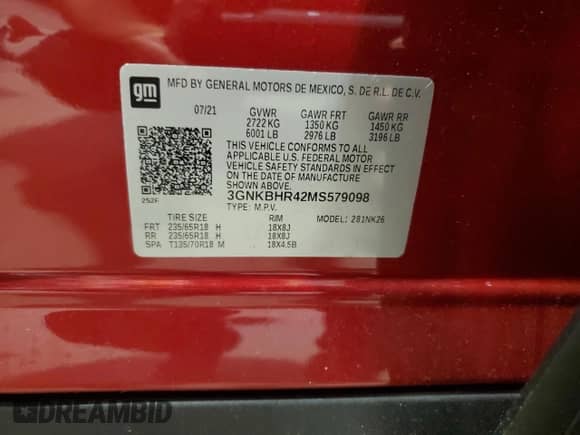 gm
MFD BY GENERAL MOTORS DE MEXICO, S. DE R.L. DE C.V.
07/21 GVWR GAWR FRT GAWR RR
2722 KG 1350 KG 1450 KG
6001 LB 2976 LB 3196 LB
THIS VEHICLE CONFORMS TO ALL
APPLICABLE U.S. FEDERAL MOTOR
VEHICLE SAFETY STANDARDS IN EFFECT
ON THE DATE OF MANUFACTURE
SHOWN ABOVE.
252F 3GNKBHR42MS579098
TYPE: M.P.V.
TIRE SIZE RIM MODEL: 281NK26
FRT 235/65R18 H 18X8J
RR 235/65R18 H 18X8J
SPA T135/70R18 M 18X4.5B
DREAMBID